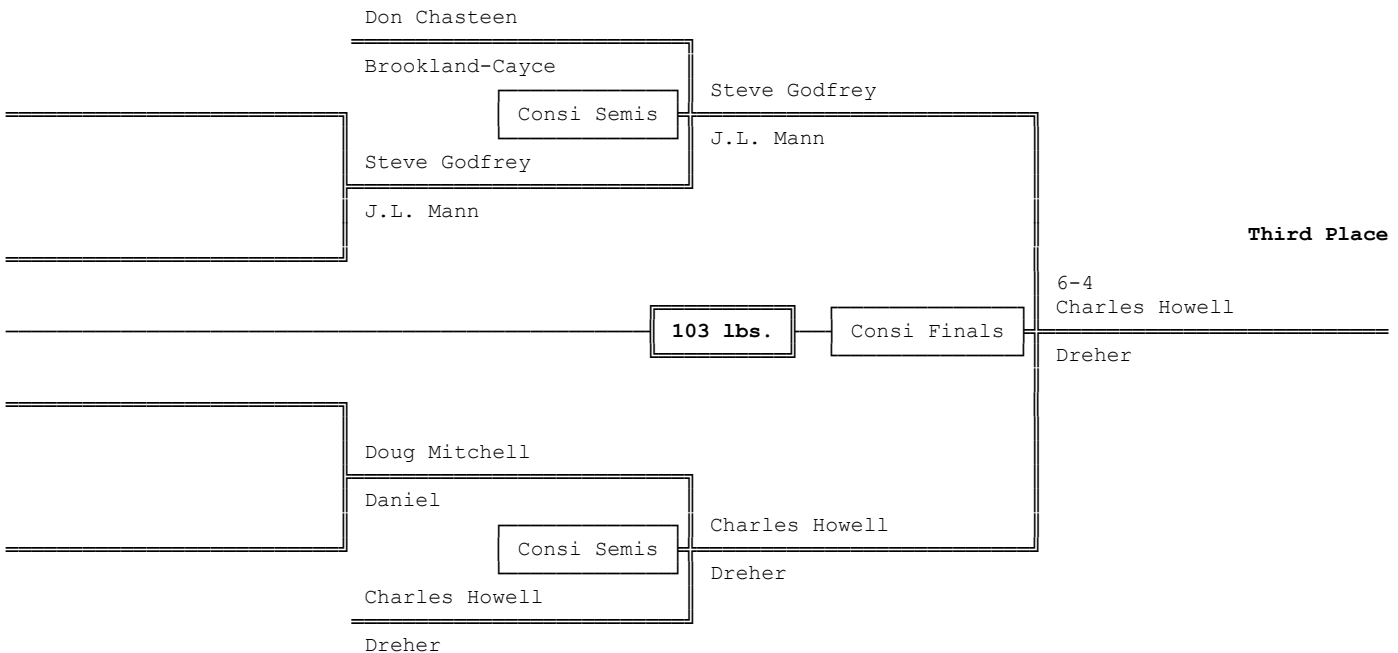 Don Chasteen
Brookland-Cayce
Consi Semis
Steve Godfrey
J.L. Mann
Steve Godfrey
J.L. Mann
Third Place
103 lbs.
Consi Finals
6-4
Charles Howell
Dreher
Doug Mitchell
Daniel
Consi Semis
Charles Howell
Dreher
Charles Howell
Dreher